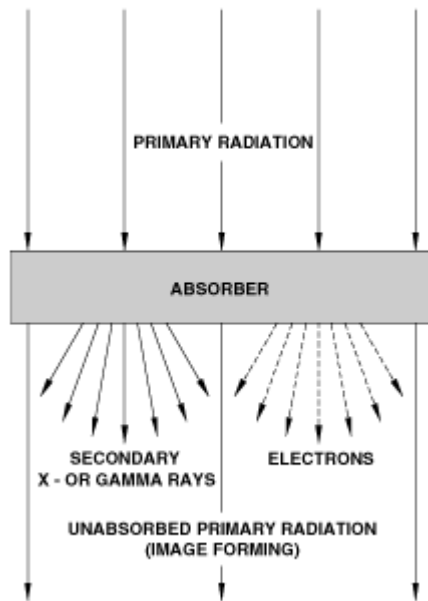 PRIMARY RADIATION
ABSORBER
SECONDARY
X - OR GAMMA RAYS
ELECTRONS
UNABSORBED PRIMARY RADIATION
(IMAGE FORMING)